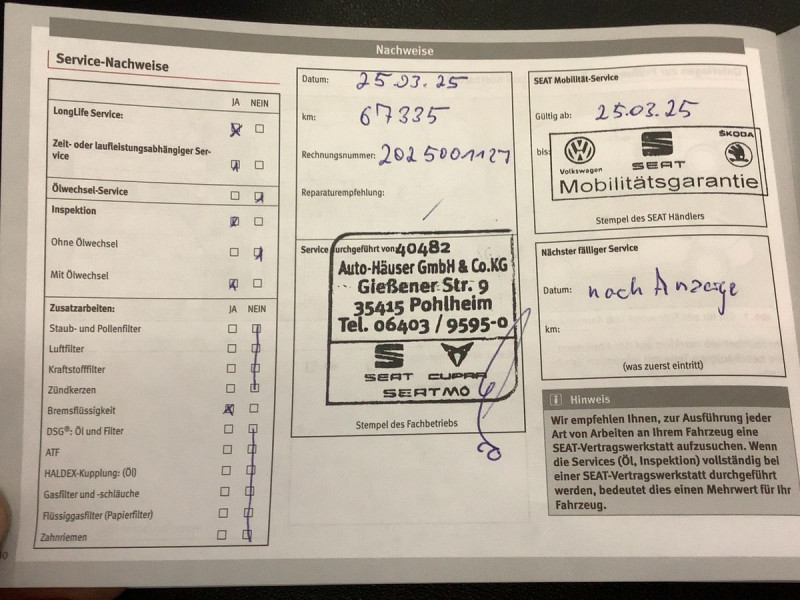 Nachweise
Service-Nachweise
JA NEIN
LongLife Service:
Zeit- oder laufleistungsabhängiger Ser-
vice
Ölwechsel-Service
Inspektion
Ohne Ölwechsel
Mit Ölwechsel
Zusatzarbeiten: JA NEIN
Staub- und Pollenfilter
Luftfilter
Kraftstofffilter
Zündkerzen
Bremsflüssigkeit
DSG®: Öl und Filter
ATF
HALDEX-Kupplung: (Öl)
Gasfilter und -schläuche
Flüssiggasfilter (Papierfilter)
Zahnriemen
Datum: 25.03.25
km: 67335
Rechnungsnummer: 2025001127
Reparaturempfehlung:
Service durchgeführt von:
40482
Auto-Häuser GmbH & Co.KG
Gießener Str. 9
35415 Pohlheim
Tel. 06403 / 9595-0
SEAT CUPRA
SEATMÓ
Stempel des Fachbetriebs
SEAT Mobilität-Service
Gültig ab: 25.03.25
bis:
Volkswagen SEAT ŠKODA
Mobilitätsgarantie
Stempel des SEAT Händlers
Nächster fälliger Service
Datum: nach Anzeige
km:
(was zuerst eintritt)
Hinweis
Wir empfehlen Ihnen, zur Ausführung jeder
Art von Arbeiten an Ihrem Fahrzeug eine
SEAT-Vertragswerkstatt aufzusuchen. Wenn
die Services (Öl, Inspektion) vollständig bei
einer SEAT-Vertragswerkstatt durchgeführt
werden, bedeutet dies einen Mehrwert für Ihr
Fahrzeug.